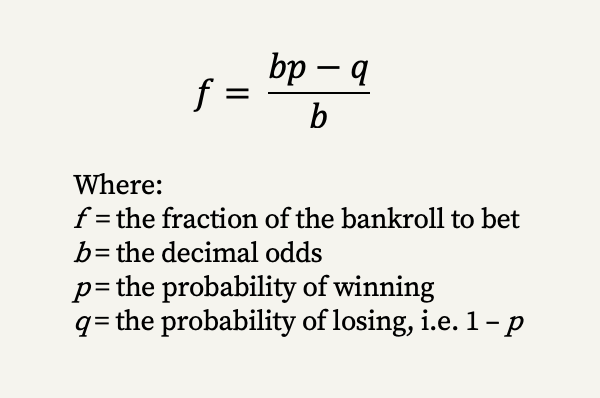 f = bp − q / b
Where:
f = the fraction of the bankroll to bet
b = the decimal odds
p = the probability of winning
q = the probability of losing, i.e. 1 – p